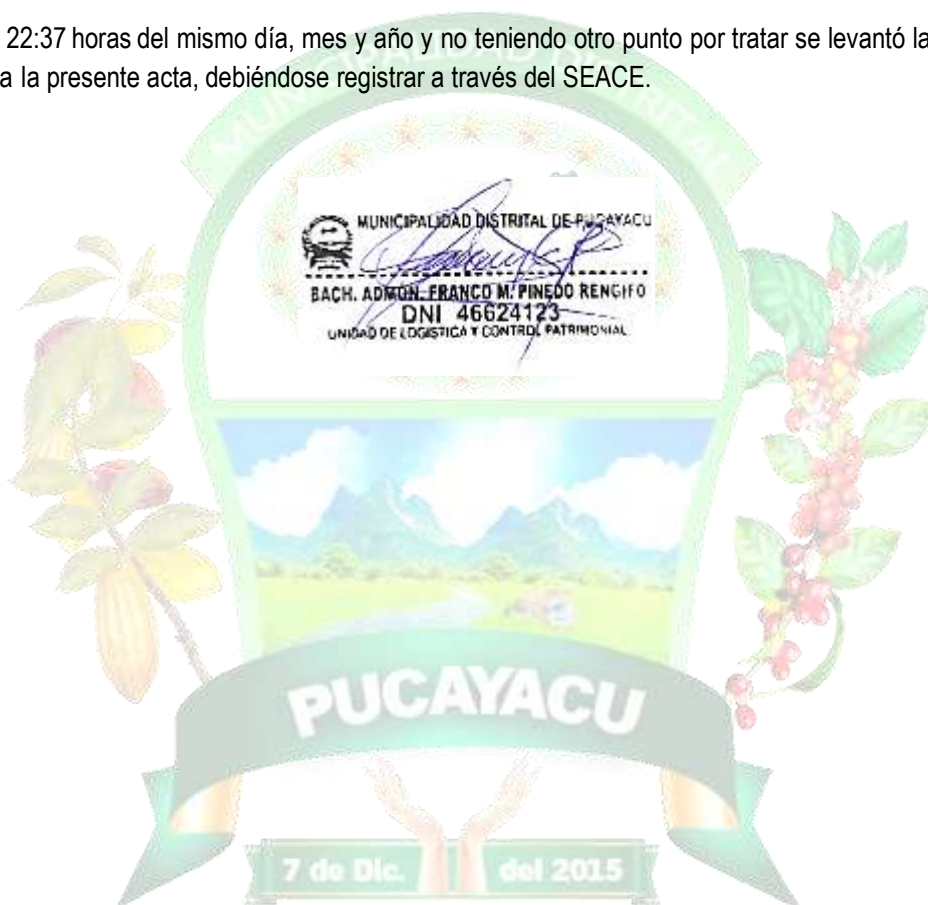 22:37 horas del mismo día, mes y año y no teniendo otro punto por tratar se levantó la
a la presente acta, debiéndose registrar a través del SEACE.
MUNICIPALIDAD DISTRITAL
MUNICIPALIDAD DISTRITAL DE PUCAYACU
BACH. ADMON. FRANCO M. PINEDO RENGIFO
DNI 46624123
UNIDAD DE LOGISTICA Y CONTROL PATRIMONIAL
PUCAYACU
7 de Dic. del 2015